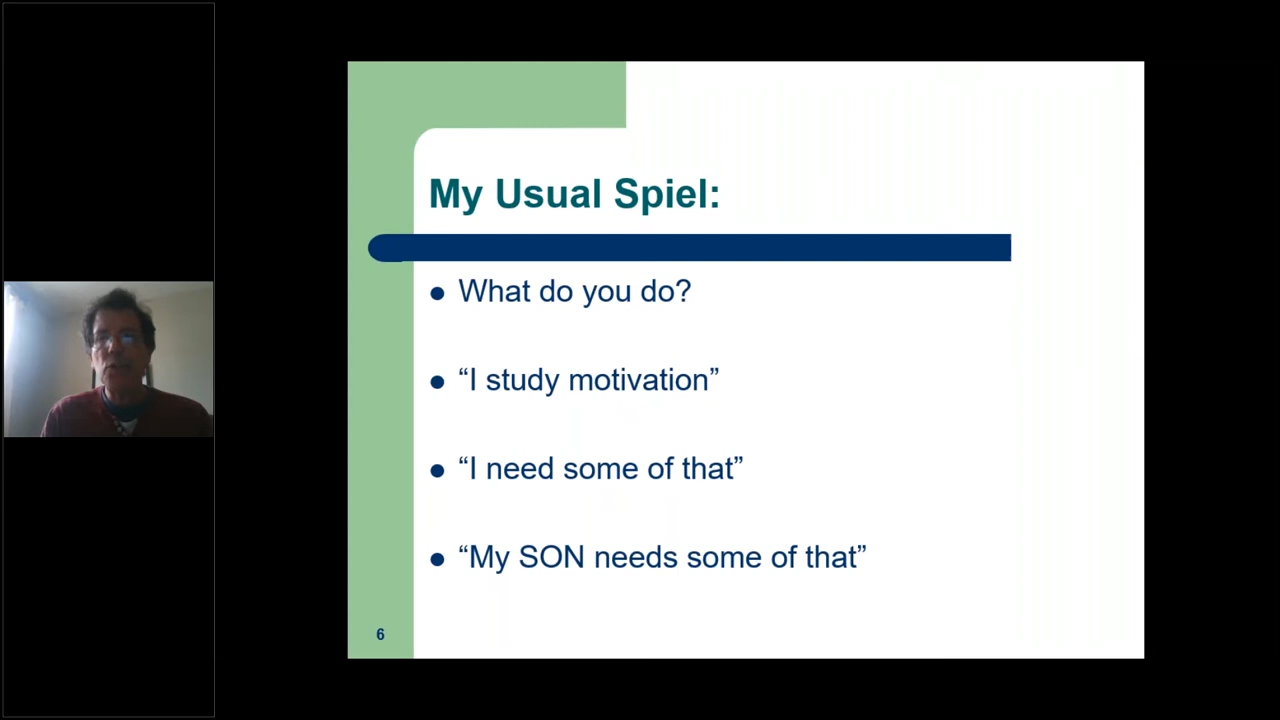 My Usual Spiel:
● What do you do?
● “I study motivation”
● “I need some of that”
● “My SON needs some of that”
6